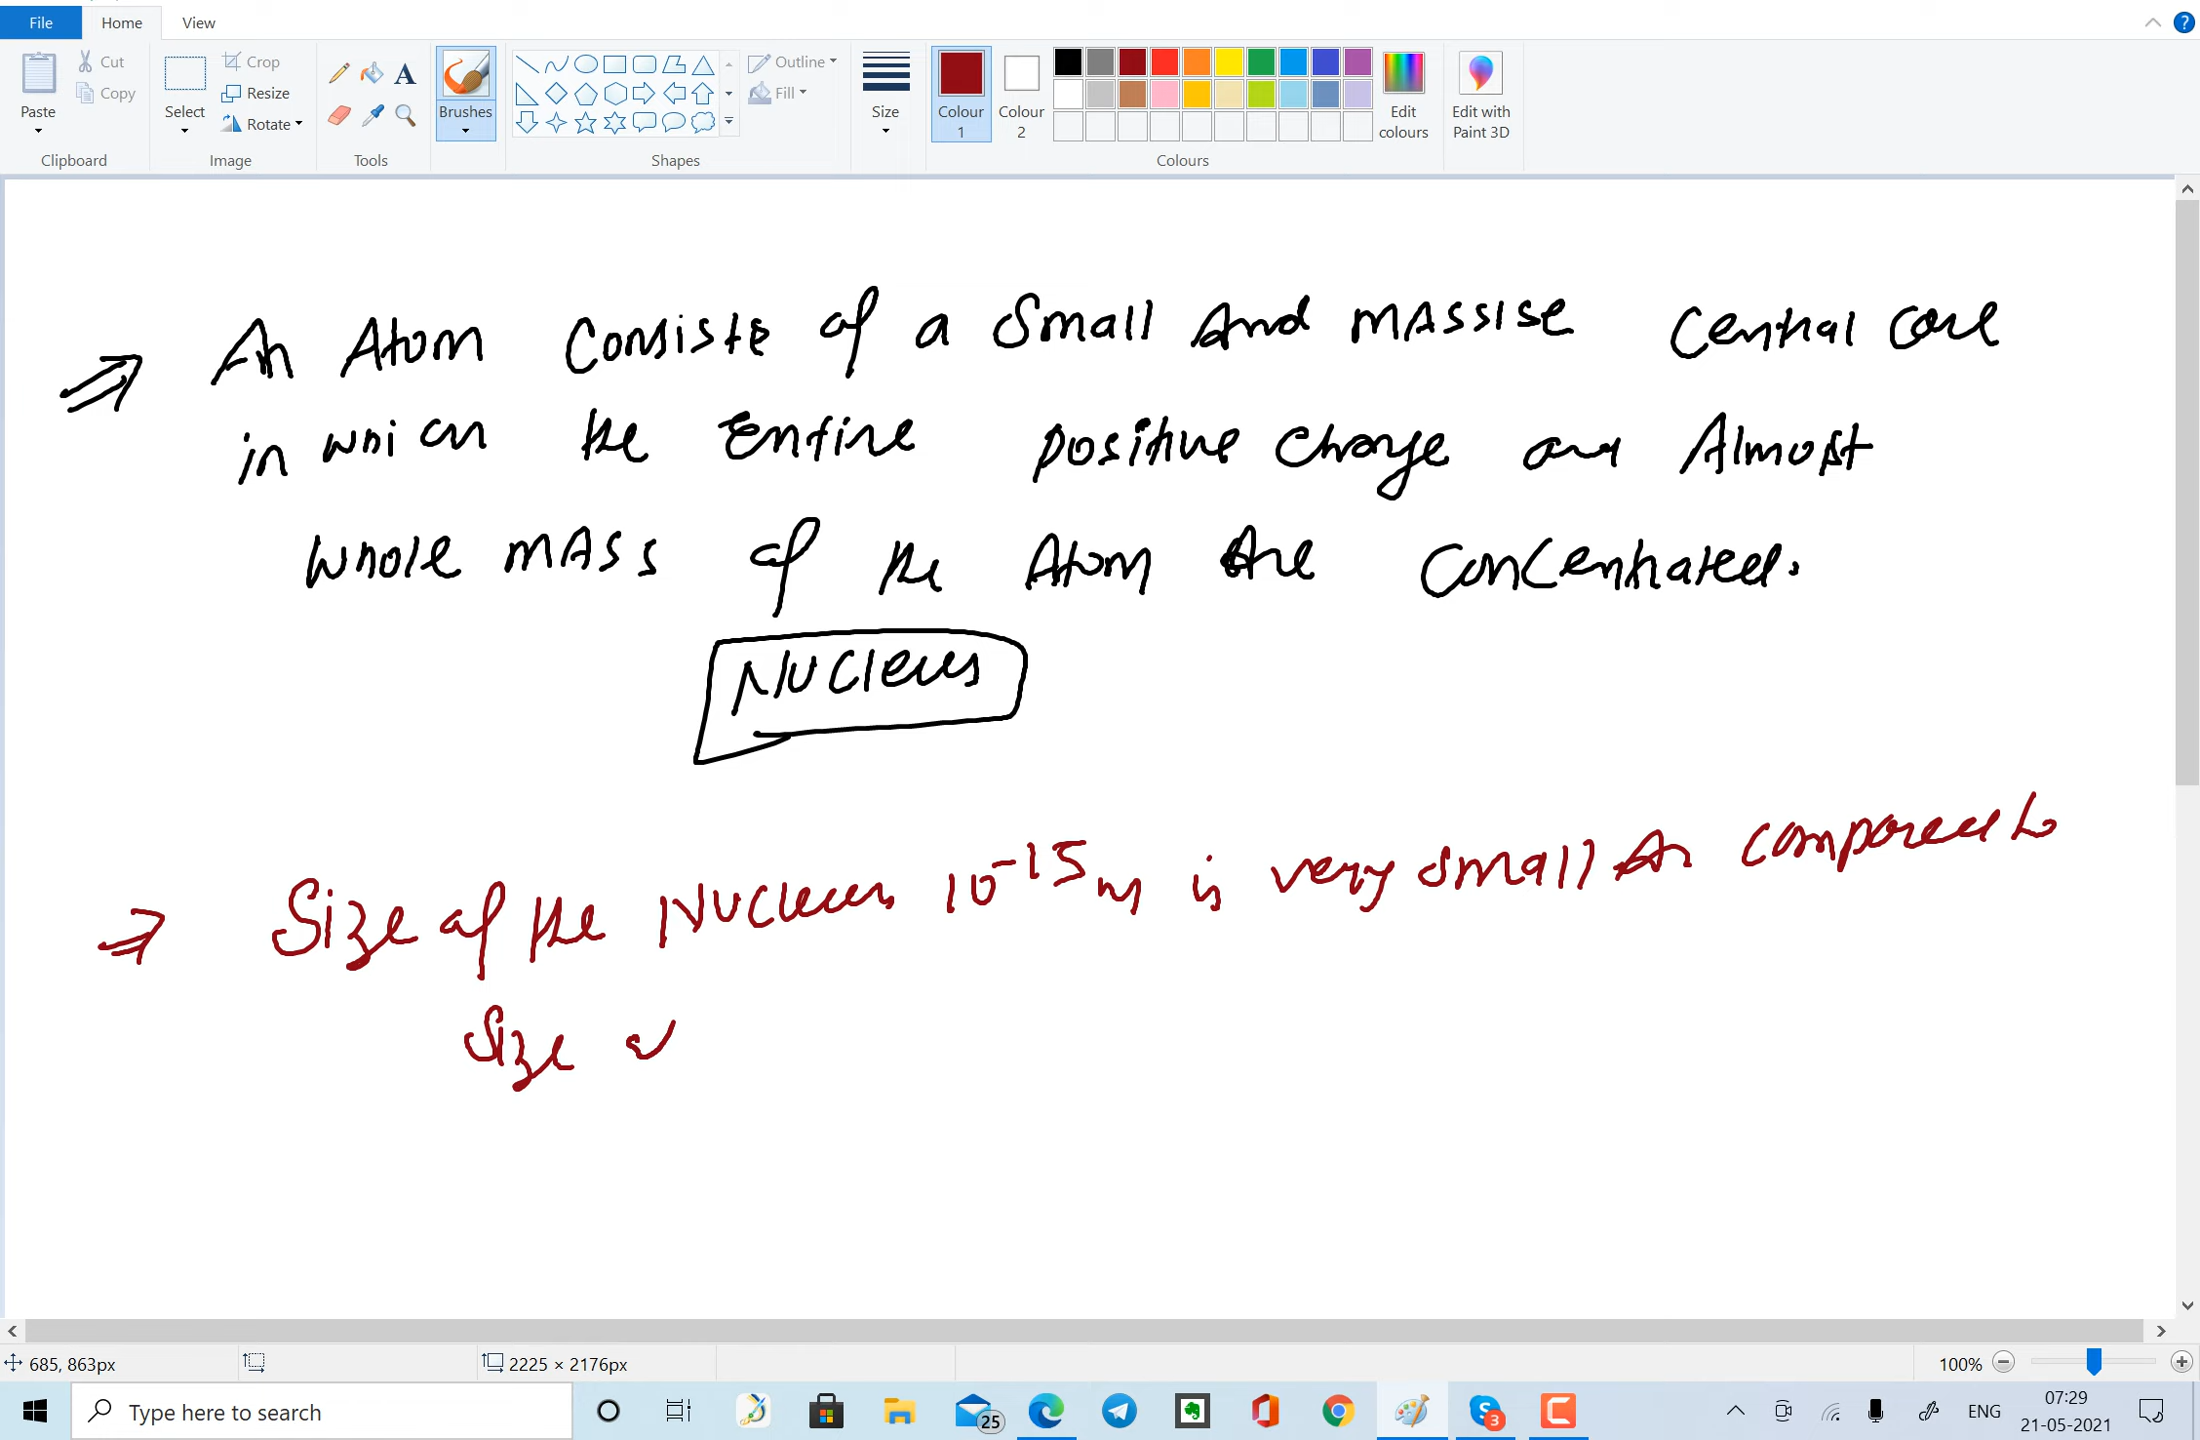 File Home View
Paste Cut Copy Clipboard
Select Crop Resize Rotate Image
Tools
Brushes
Outline Fill Shapes
Size
Colour 1 Colour 2 Edit colours Colours
Edit with Paint 3D
An Atom Consists of a Small And MASSISE Central Core
in which the Entire positive Charge and Almost
whole MASS of the Atom Are Concentrated.
Nucleus
Size of the Nucleus 10⁻¹⁵m is very small As compared to
Size o
685, 863px 2225 × 2176px 100%
Type here to search 25 3 ENG 07:29
21-05-2021